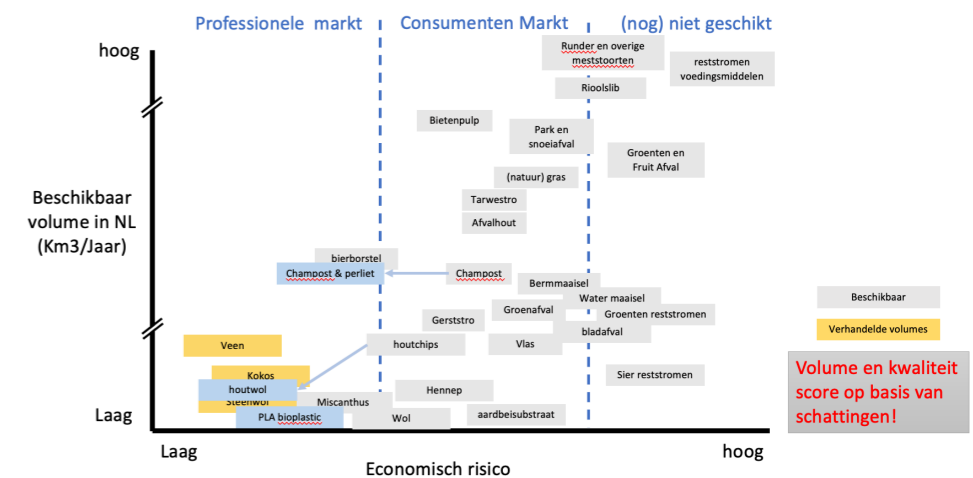 Professionele markt
Consumenten Markt
(nog) niet geschikt
hoog
Runder en overige
meststoorten
reststromen
voedingsmiddelen
Rioolslib
Bietenpulp
Park en
snoeiafval
Groenten en
Fruit Afval
(natuur) gras
Beschikbaar
volume in NL
(Km3/Jaar)
Tarwestro
Afvalhout
bierborstel
Champost & perliet
Champost
Bermmaaisel
Water maaisel
Groenafval
Groenten reststromen
Gerststro
bladafval
Beschikbaar
Verhandelde volumes
Veen
houtchips
Vlas
Kokos
houtwol
Steenwol
Miscanthus
Hennep
Sier reststromen
PLA bioplastic
Wol
aardbeisubstraat
Volume en kwaliteit
score op basis van
schattingen!
Laag
Laag
hoog
Economisch risico